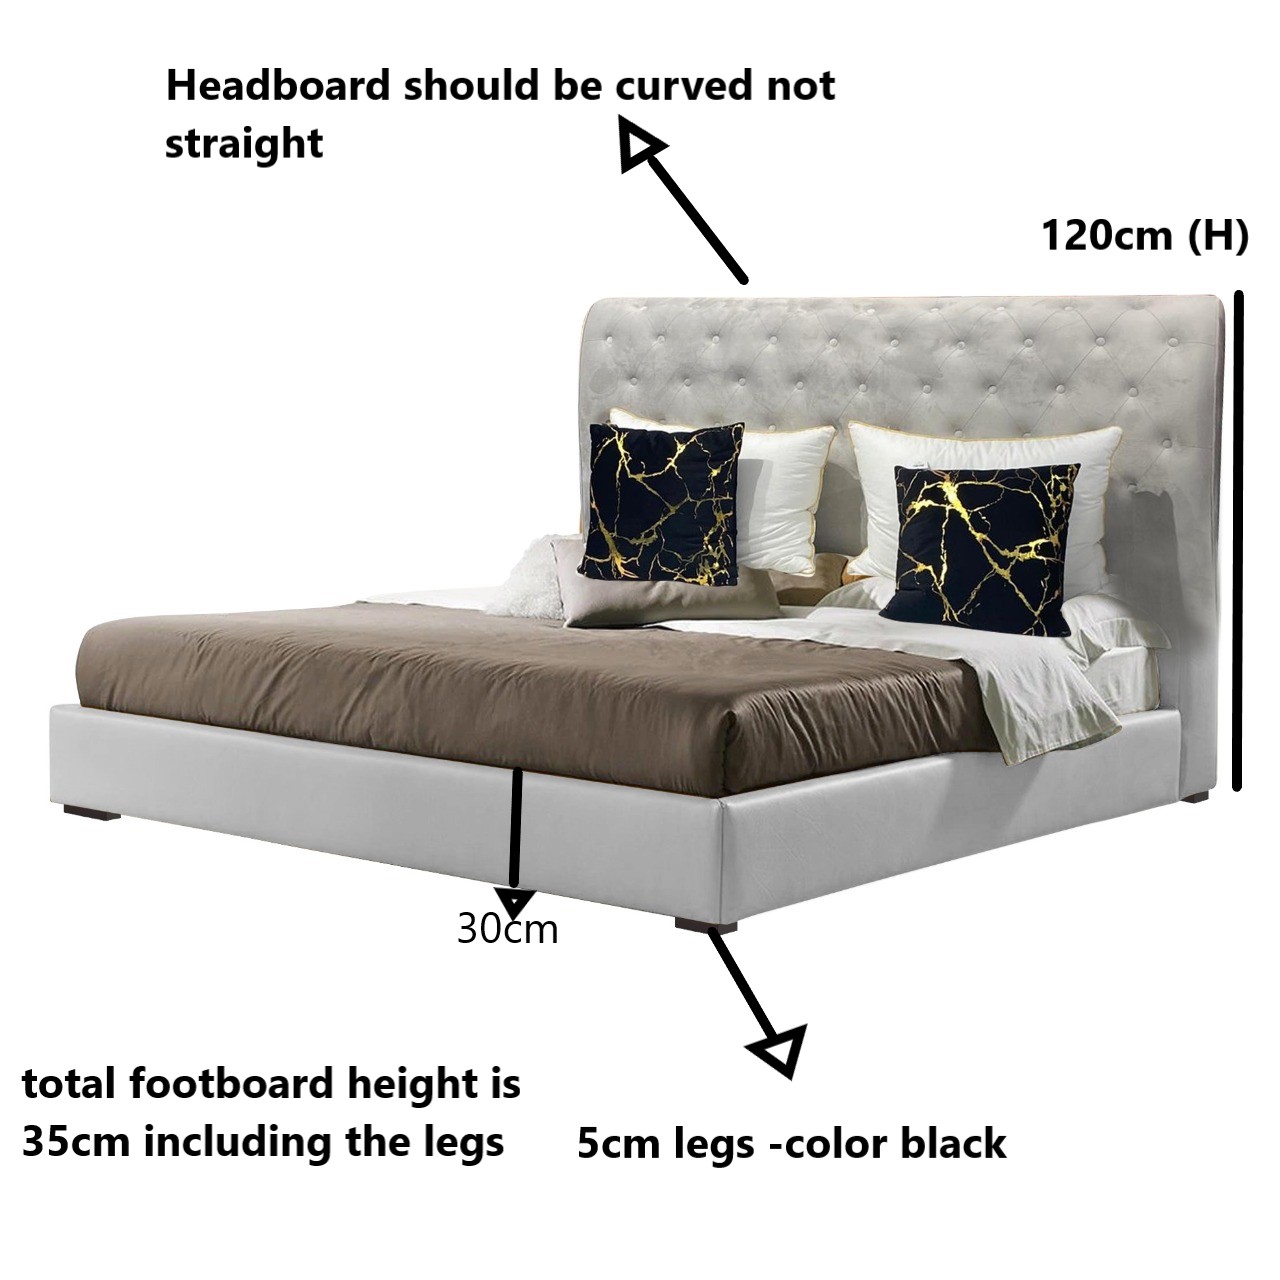 Headboard should be curved not
straight
120cm (H)
30cm
total footboard height is
35cm including the legs
5cm legs -color black